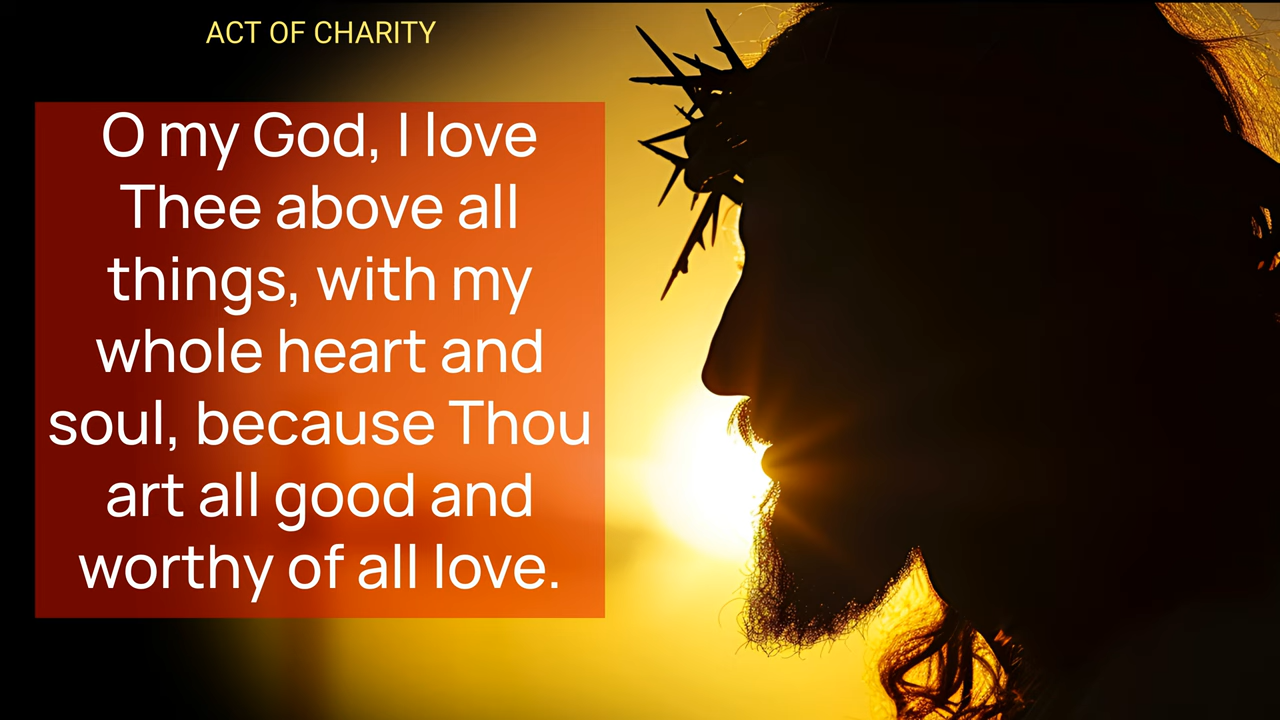 ACT OF CHARITY
O my God, I love
Thee above all
things, with my
whole heart and
soul, because Thou
art all good and
worthy of all love.